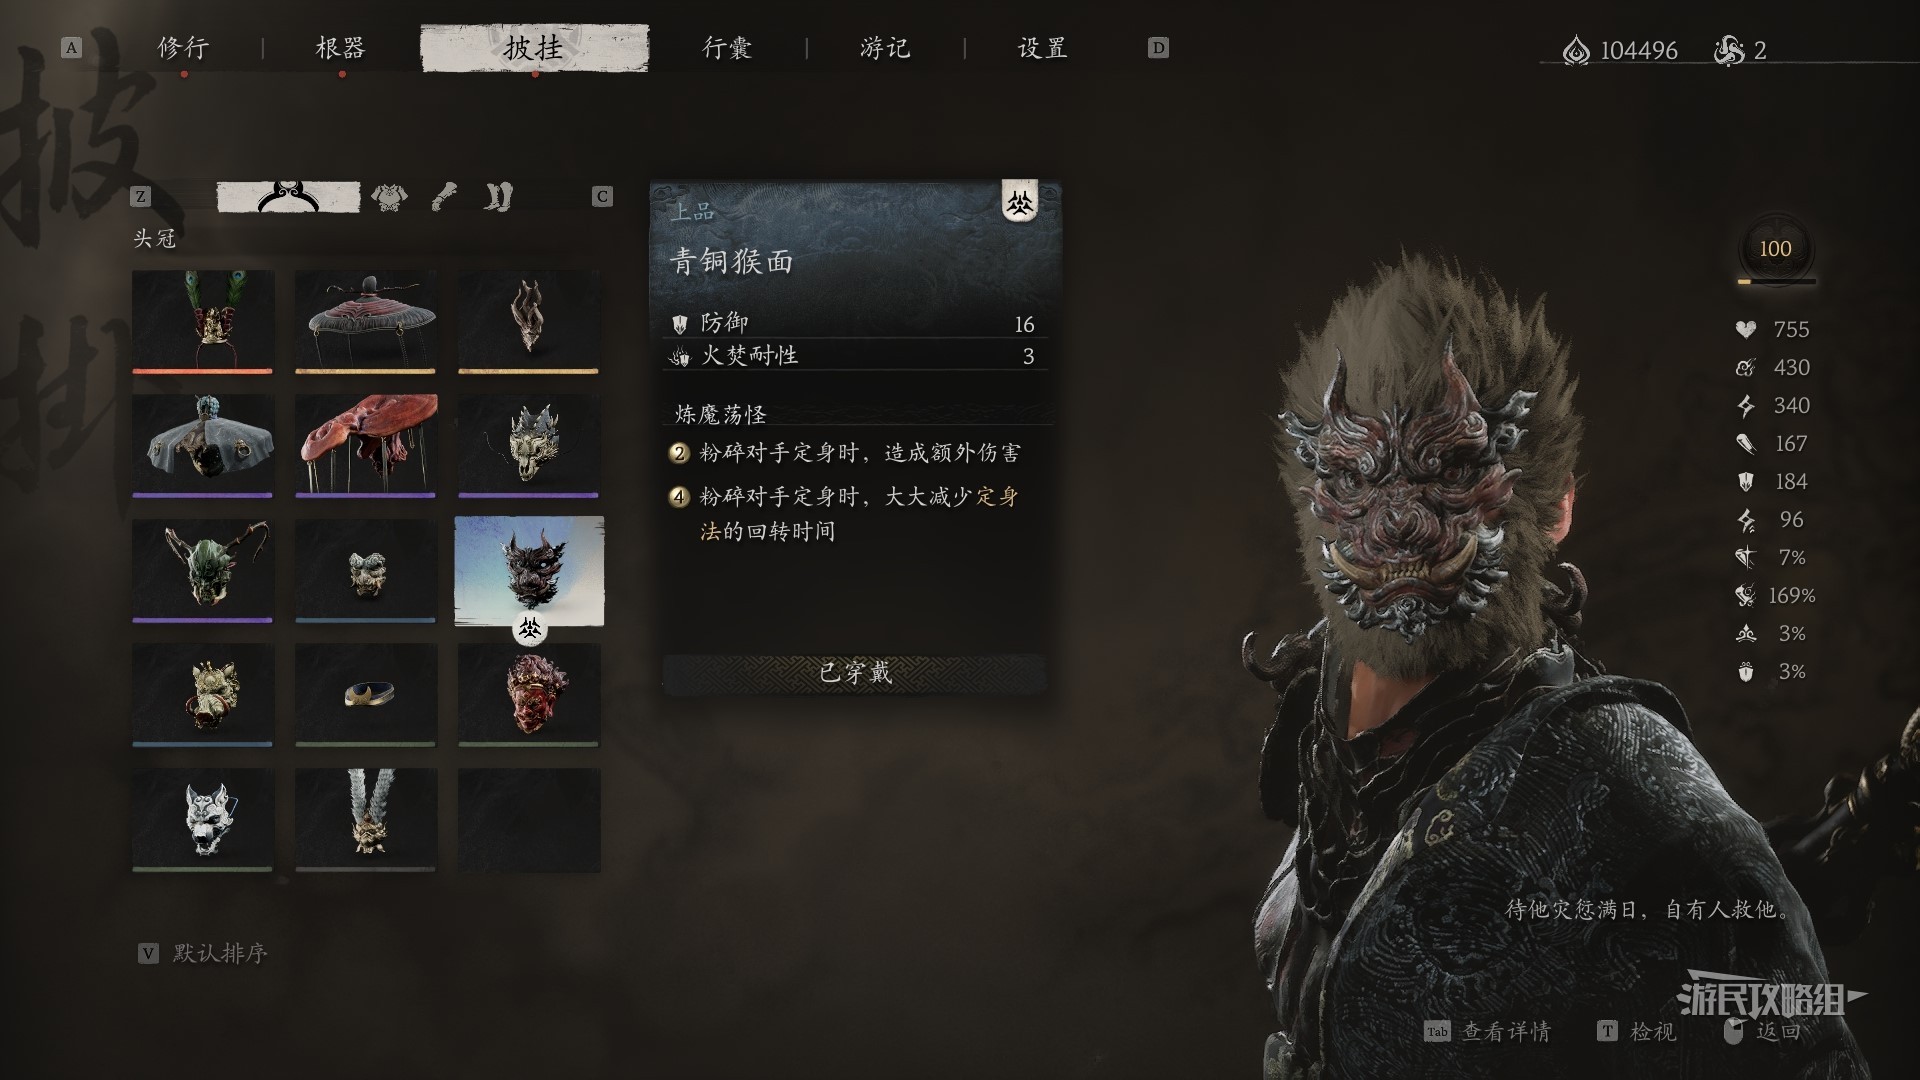 A 修行 根器 披挂 行囊 游记 设置 D
104496 2
披挂
Z C
头冠
上品
青铜猴面
防御 16
火焚耐性 3
炼魔荡怪
2 粉碎对手定身时，造成额外伤害
4 粉碎对手定身时，大大减少定身
法的回转时间
已穿戴
100
755
430
340
167
184
96
7%
169%
3%
3%
待他灾愆满日，自有人救他。
V 默认排序
游民攻略组
Tab 查看详情 T 检视 返回